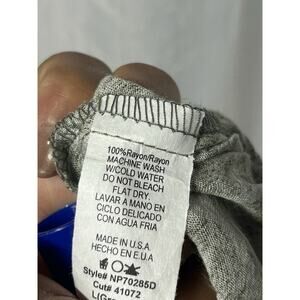 100%Rayon/Rayon
MACHINE WASH
W/COLD WATER
DO NOT BLEACH
FLAT DRY.
LAVAR A MANO EN
CICLO DELICADO
CON AGUA FRIA
MADE IN U.S.A
HECHO EN E.U.A
Style# NP70285D
Cut# 41072